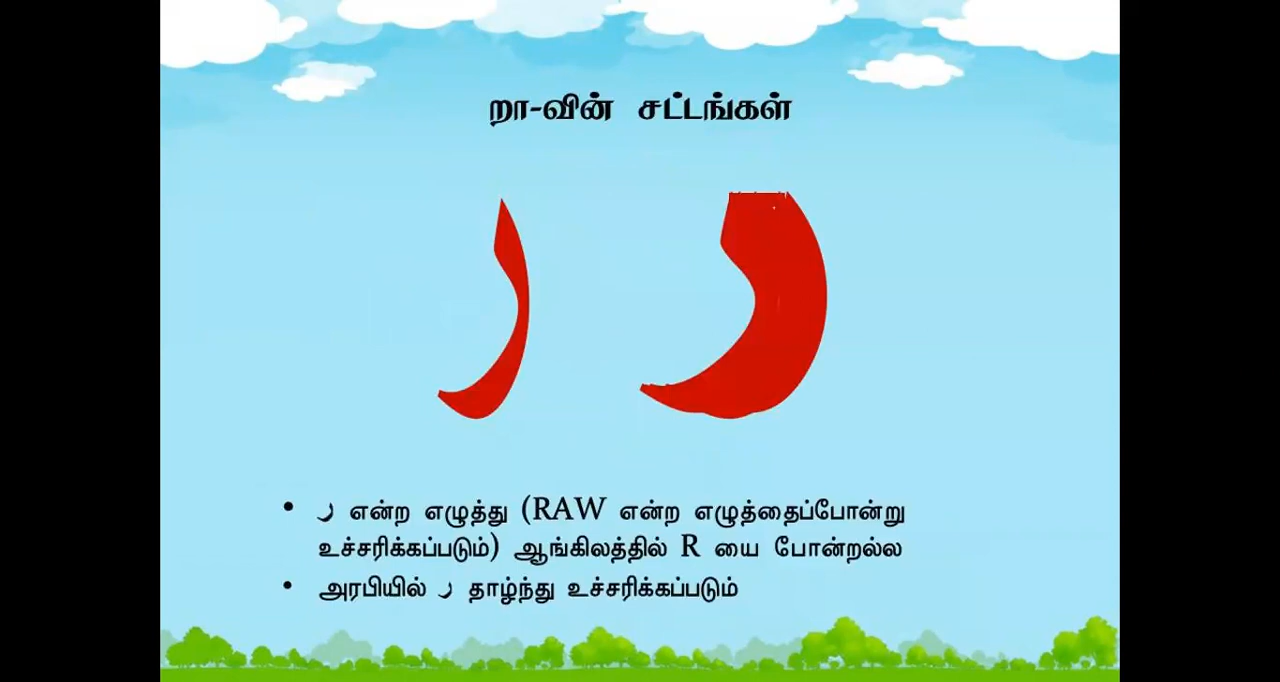 றா-வின் சட்டங்கள்
ر ر
• ر என்ற எழுத்து (RAW என்ற எழுத்தைப்போன்று
உச்சரிக்கப்படும்) ஆங்கிலத்தில் R யை போன்றல்ல
• அரபியில் ر தாழ்ந்து உச்சரிக்கப்படும்